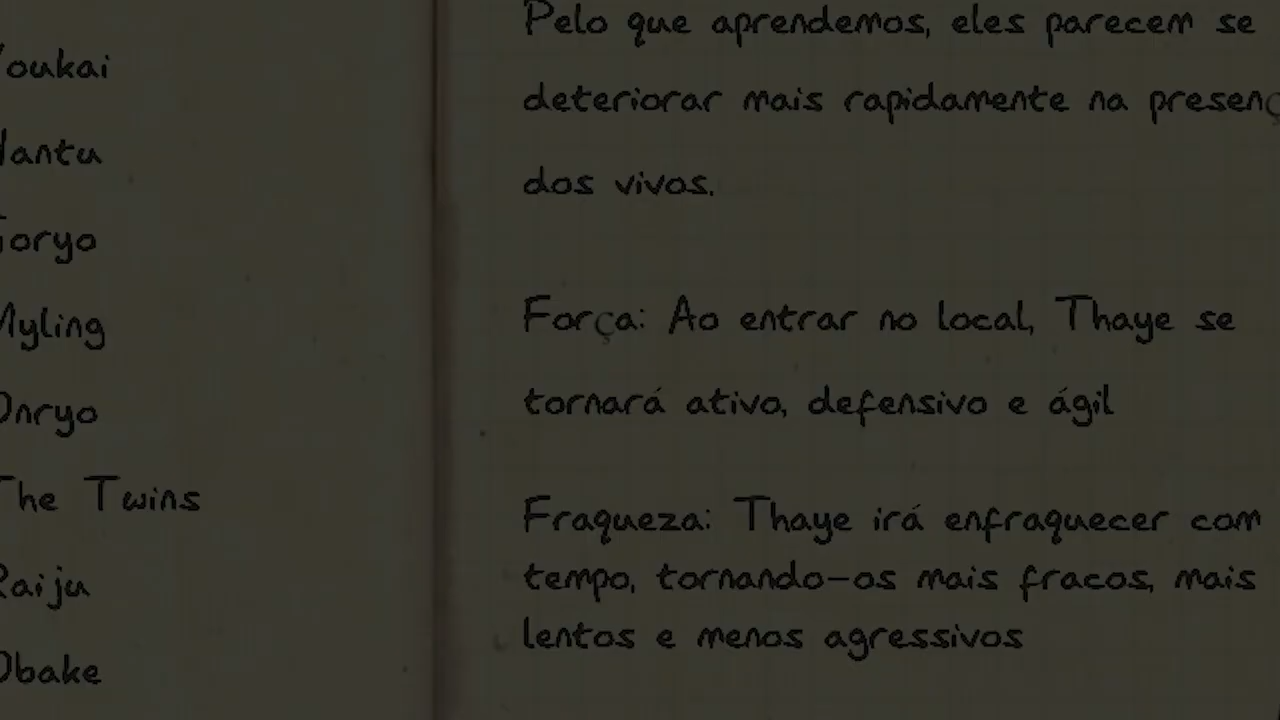 Youkai
Hantu
Goryo
Myling
Onryo
The Twins
Raiju
Obake
Pelo que aprendemos, eles parecem se
deteriorar mais rapidamente na presenç
dos vivos.
Força: Ao entrar no local, Thaye se
tornará ativo, defensivo e ágil
Fraqueza: Thaye irá enfraquecer com
tempo, tornando-os mais fracos, mais
lentos e menos agressivos